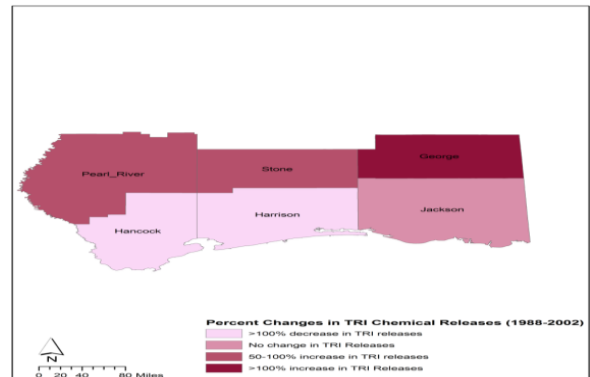 George
Pearl_River
Stone
Harrison
Jackson
Hancock
Percent Changes in TRI Chemical Releases (1988-2002)
>100% decrease in TRI releases
No change in TRI Releases
50-100% increase in TRI releases
>100% increase in TRI Releases
N
0 20 40 80 Miles